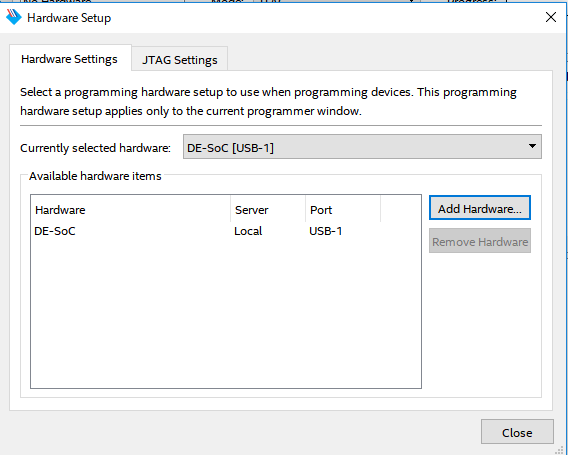 Hardware Setup
Hardware Settings
JTAG Settings
Select a programming hardware setup to use when programming devices. This programming
hardware setup applies only to the current programmer window.
Currently selected hardware:
DE-SoC [USB-1]
Available hardware items
Hardware Server Port
DE-SoC Local USB-1
Add Hardware...
Remove Hardware
Close